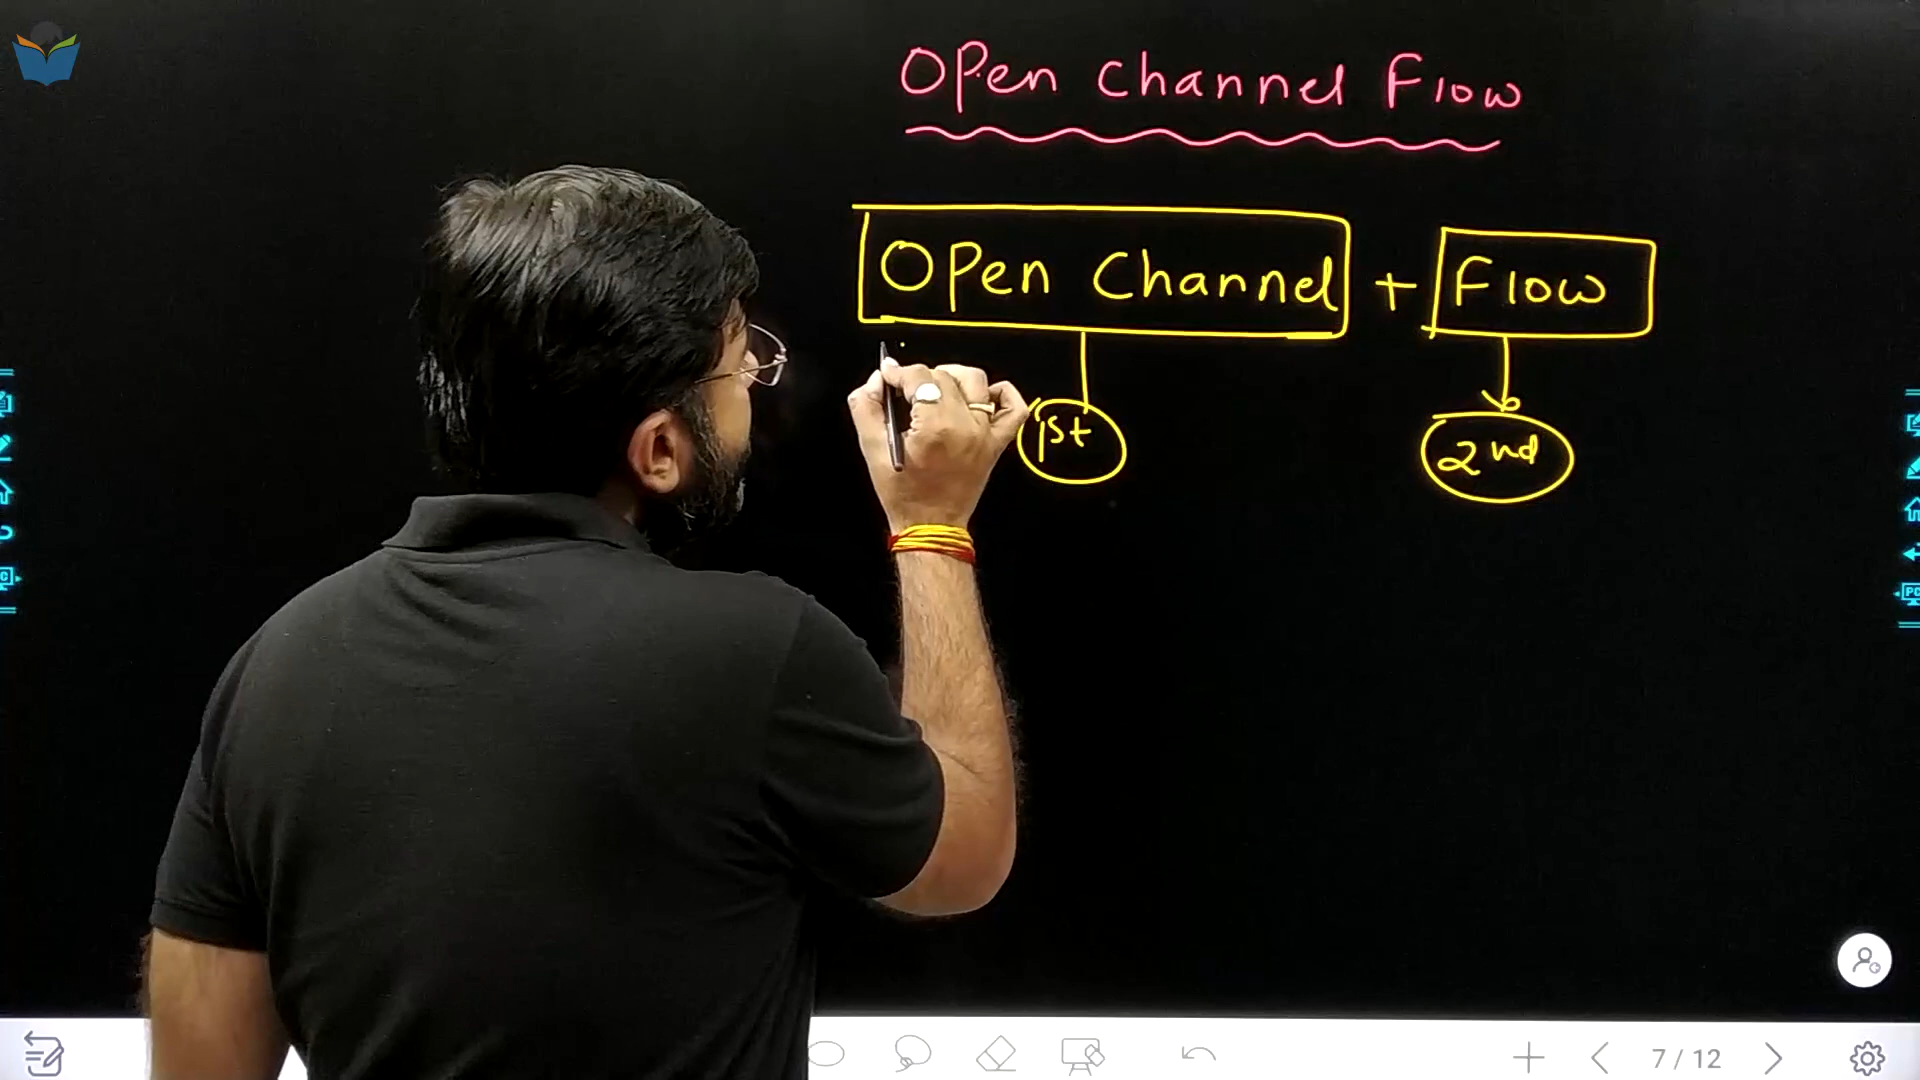 Open Channel Flow
Open Channel + Flow
1st 2nd
7 / 12